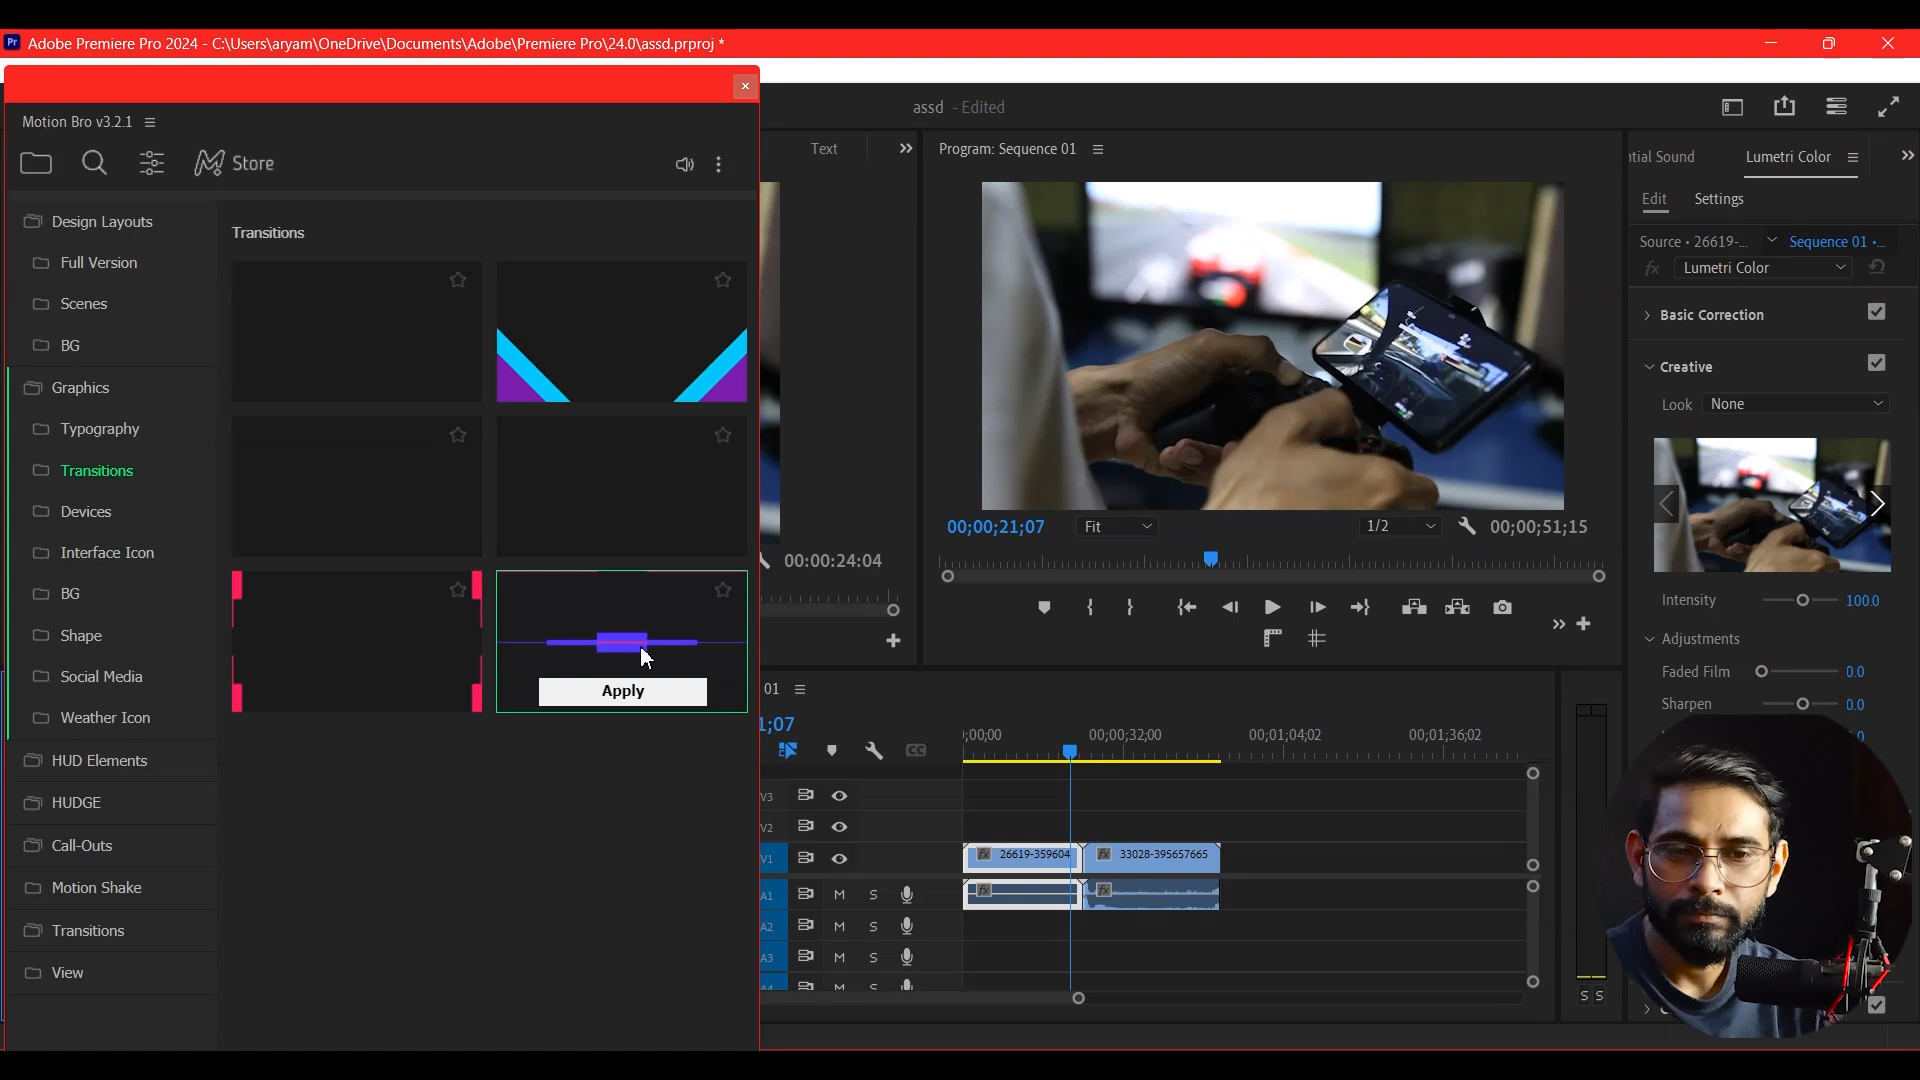 Adobe Premiere Pro 2024 - C:\Users\aryam\OneDrive\Documents\Adobe\Premiere Pro\24.0\assd.prproj *
Motion Bro v3.2.1
Store
Design Layouts
Full Version
Scenes
BG
Graphics
Typography
Transitions
Devices
Interface Icon
BG
Shape
Social Media
Weather Icon
HUD Elements
HUDGE
Call-Outs
Motion Shake
Transitions
View
Transitions
Apply
assd - Edited
Text
00:00:24:04
Program: Sequence 01
00;00;21;07
Fit
1/2
00;00;51;15
ntial Sound
Lumetri Color
Edit
Settings
Source • 26619-...
Sequence 01 •...
fx
Lumetri Color
Basic Correction
Creative
Look
None
Intensity
100.0
Adjustments
Faded Film
0.0
Sharpen
0.0
01
1;07
;00;00
00;00;32;00
00;01;04;02
00;01;36;02
V3
V2
V1
fx 26619-359604
fx 33028-395657665
A1 M S
fx
fx
A2 M S
A3 M S
A4 M S
S S